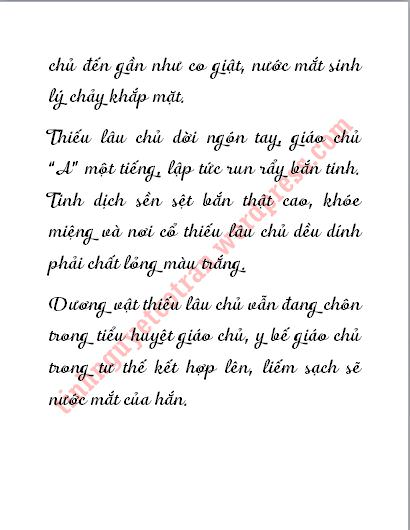 chủ đến gần như co giật, nước mắt sinh
lý chảy khắp mặt.
Thiếu lâu chủ dời ngón tay, giáo chủ
“A” một tiếng, lập tức run rẩy bắn tinh.
Tinh dịch sền sệt bắn thật cao, khóe
miệng và nơi cổ thiếu lâu chủ dều dính
phải chất lỏng màu trắng.
Dương vật thiếu lâu chủ vẫn đang chôn
trong tiểu huyệt giáo chủ, y bế giáo chủ
trong tư thế kết hợp lên, liếm sạch sẽ
nước mắt của hắn.